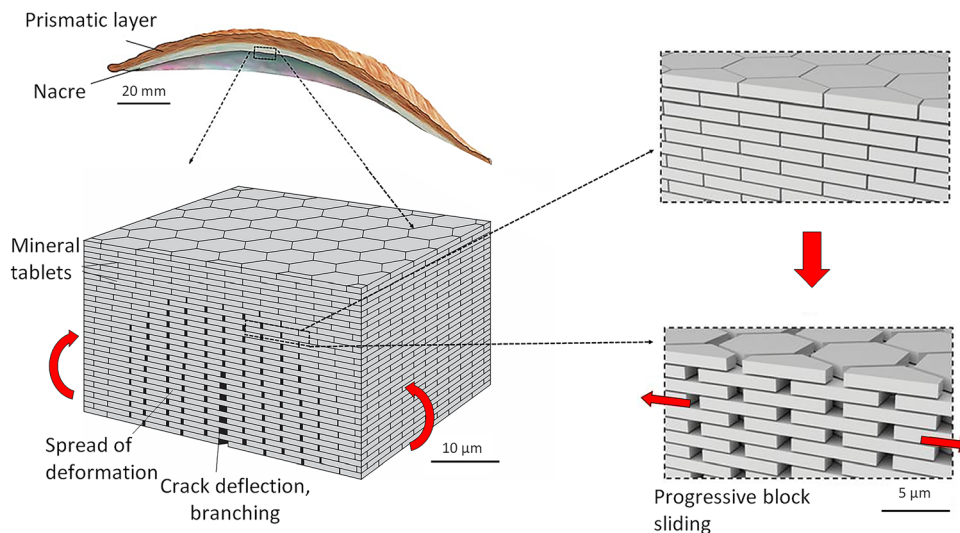 Prismatic layer
Nacre
20 mm
Mineral
tablets
Spread of
deformation
Crack deflection,
branching
10 µm
Progressive block
sliding
5 µm